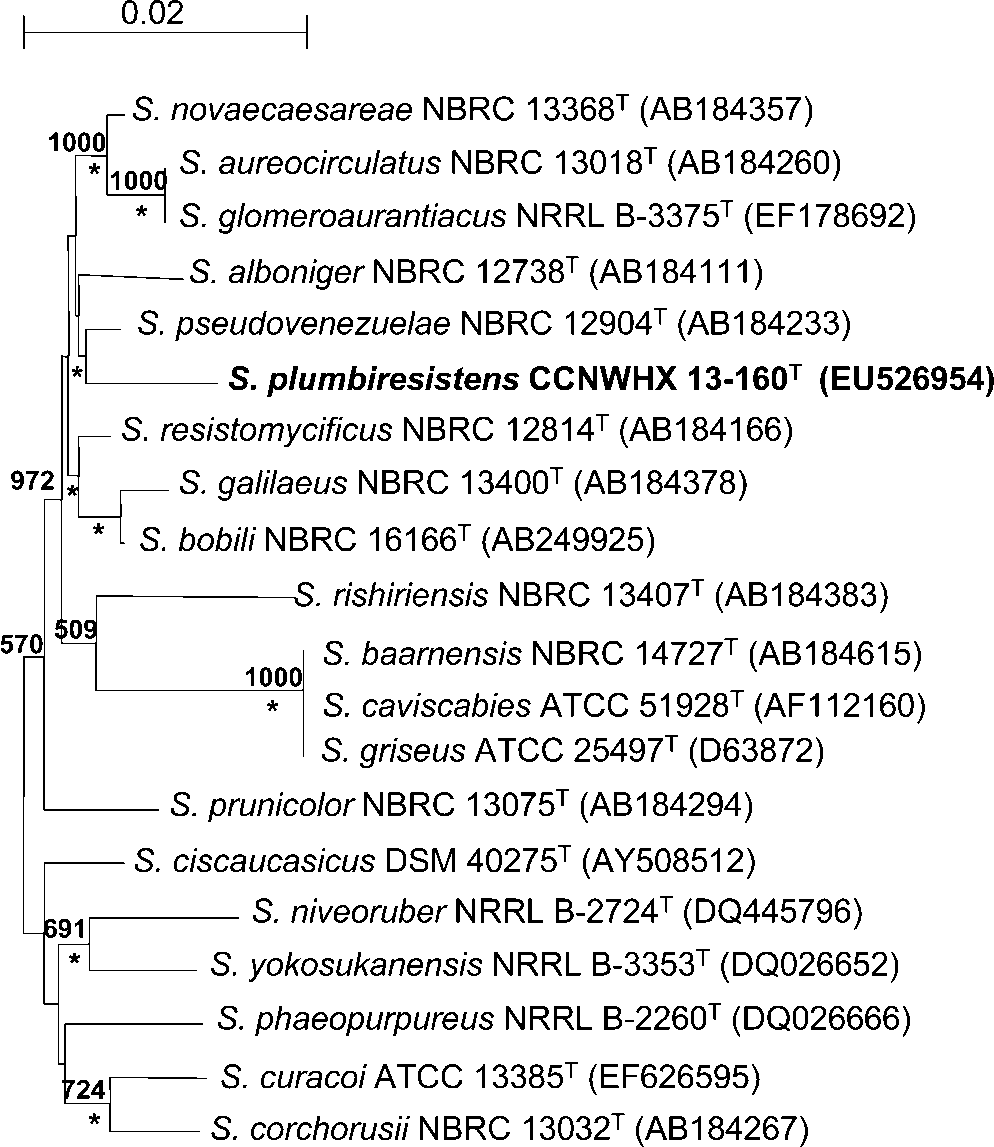 0.02
S. novaecaesareae NBRC 13368ᵀ (AB184357)
1000
*
S. aureocirculatus NBRC 13018ᵀ (AB184260)
1000
*
S. glomeroaurantiacus NRRL B-3375ᵀ (EF178692)
S. alboniger NBRC 12738ᵀ (AB184111)
S. pseudovenezuelae NBRC 12904ᵀ (AB184233)
*
S. plumbiresistens CCNWHX 13-160ᵀ (EU526954)
S. resistomycificus NBRC 12814ᵀ (AB184166)
972
*
S. galilaeus NBRC 13400ᵀ (AB184378)
*
S. bobili NBRC 16166ᵀ (AB249925)
S. rishiriensis NBRC 13407ᵀ (AB184383)
570
509
S. baarnensis NBRC 14727ᵀ (AB184615)
1000
*
S. caviscabies ATCC 51928ᵀ (AF112160)
S. griseus ATCC 25497ᵀ (D63872)
S. prunicolor NBRC 13075ᵀ (AB184294)
S. ciscaucasicus DSM 40275ᵀ (AY508512)
S. niveoruber NRRL B-2724ᵀ (DQ445796)
691
*
S. yokosukanensis NRRL B-3353ᵀ (DQ026652)
S. phaeopurpureus NRRL B-2260ᵀ (DQ026666)
S. curacoi ATCC 13385ᵀ (EF626595)
724
*
S. corchorusii NBRC 13032ᵀ (AB184267)